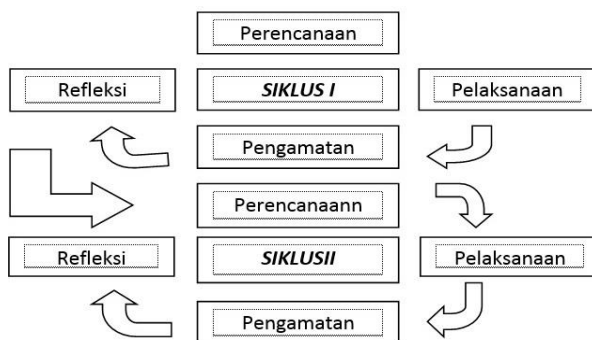 Perencanaan
Refleksi
SIKLUS I
Pelaksanaan
Pengamatan
Perencanaann
Refleksi
SIKLUSII
Pelaksanaan
Pengamatan